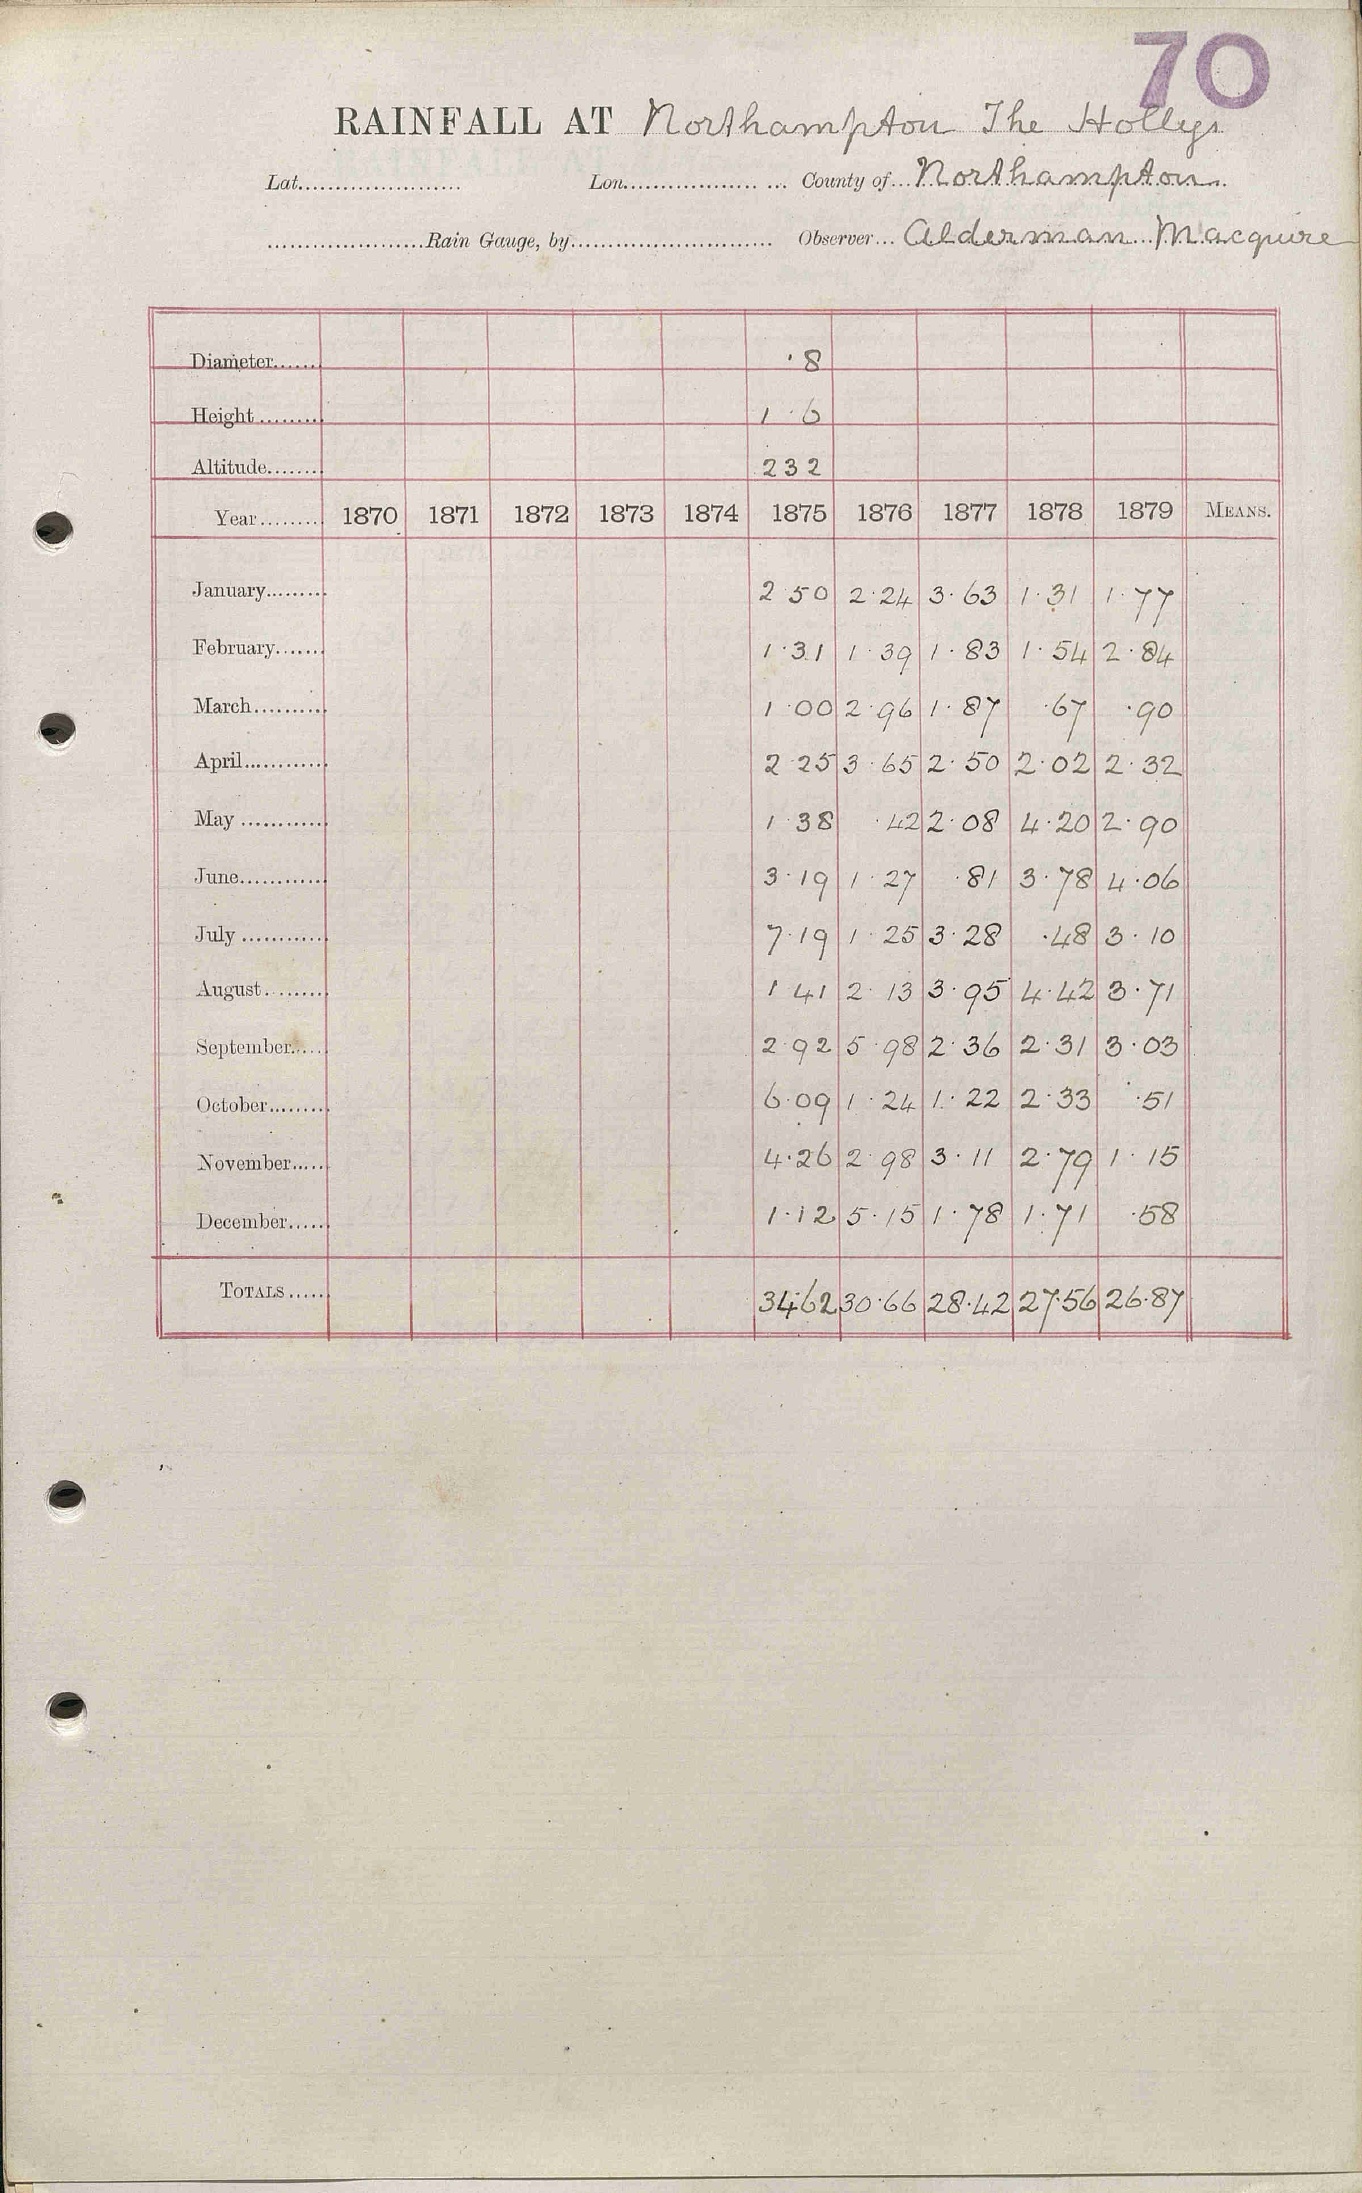 70
RAINFALL AT Northampton The Hollys
Lat...................... Lon.................. ... County of... Northampton
.....................Rain Gauge, by........................... Observer... Alderman Macquire
Diameter....... ·8
Height ......... 1 · 6
Altitude........ 232
Year......... 1870 1871 1872 1873 1874 1875 1876 1877 1878 1879 MEANS.
January......... 2 50 2·24 3·63 1·31 1·77
February....... 1·31 1·39 1·83 1·54 2·84
March.......... 1·00 2·96 1·87 ·67 ·90
April............ 2 25 3·65 2·50 2·02 2·32
May ............ 1 38 ·42 2·08 4·20 2·90
June............ 3·19 1·27 ·81 3·78 4·06
July ............ 7·19 1·25 3·28 ·48 3·10
August......... 1 41 2·13 3·95 4·42 3·71
September...... 2·92 5·98 2·36 2·31 3·03
October......... 6·09 1·24 1·22 2·33 ·51
November...... 4·26 2·98 3·11 2·79 1·15
December...... 1·12 5·15 1·78 1·71 ·58
TOTALS..... 34·62 30·66 28·42 27·56 26·87